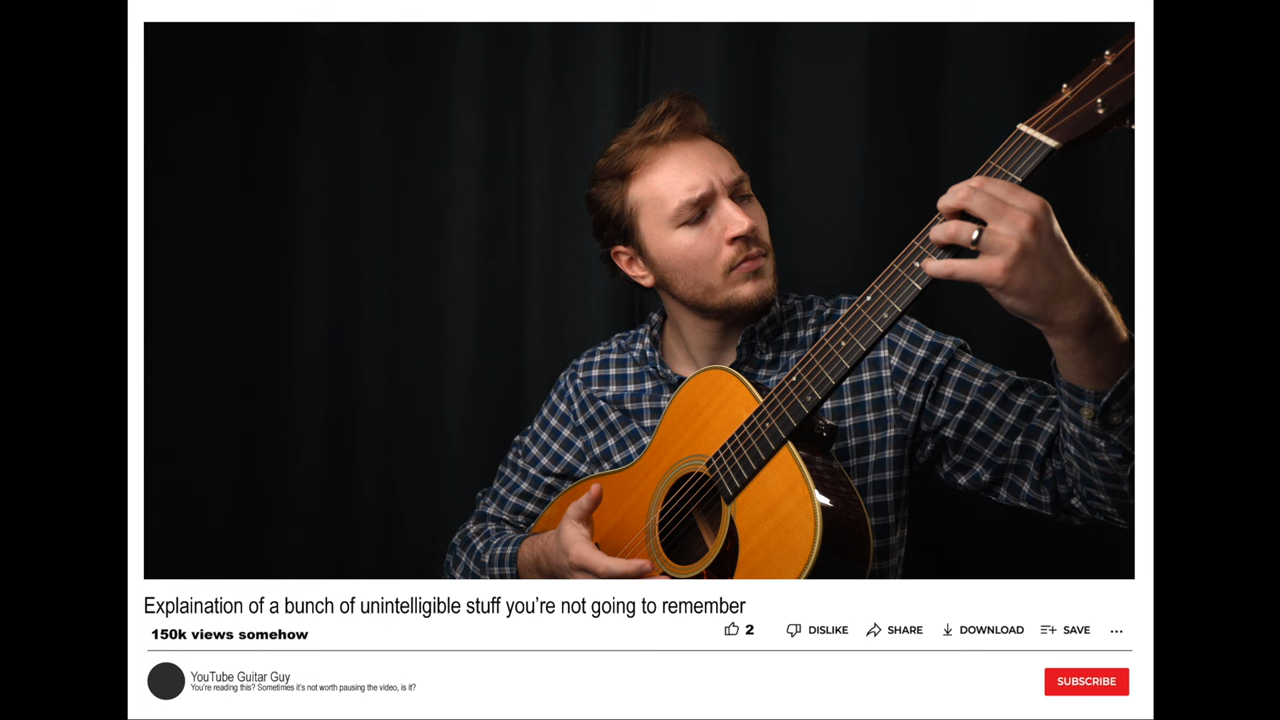 Explaination of a bunch of unintelligible stuff you're not going to remember
150k views somehow
2 DISLIKE SHARE DOWNLOAD SAVE ...
YouTube Guitar Guy
You're reading this? Sometimes it's not worth pausing the video, is it?
SUBSCRIBE